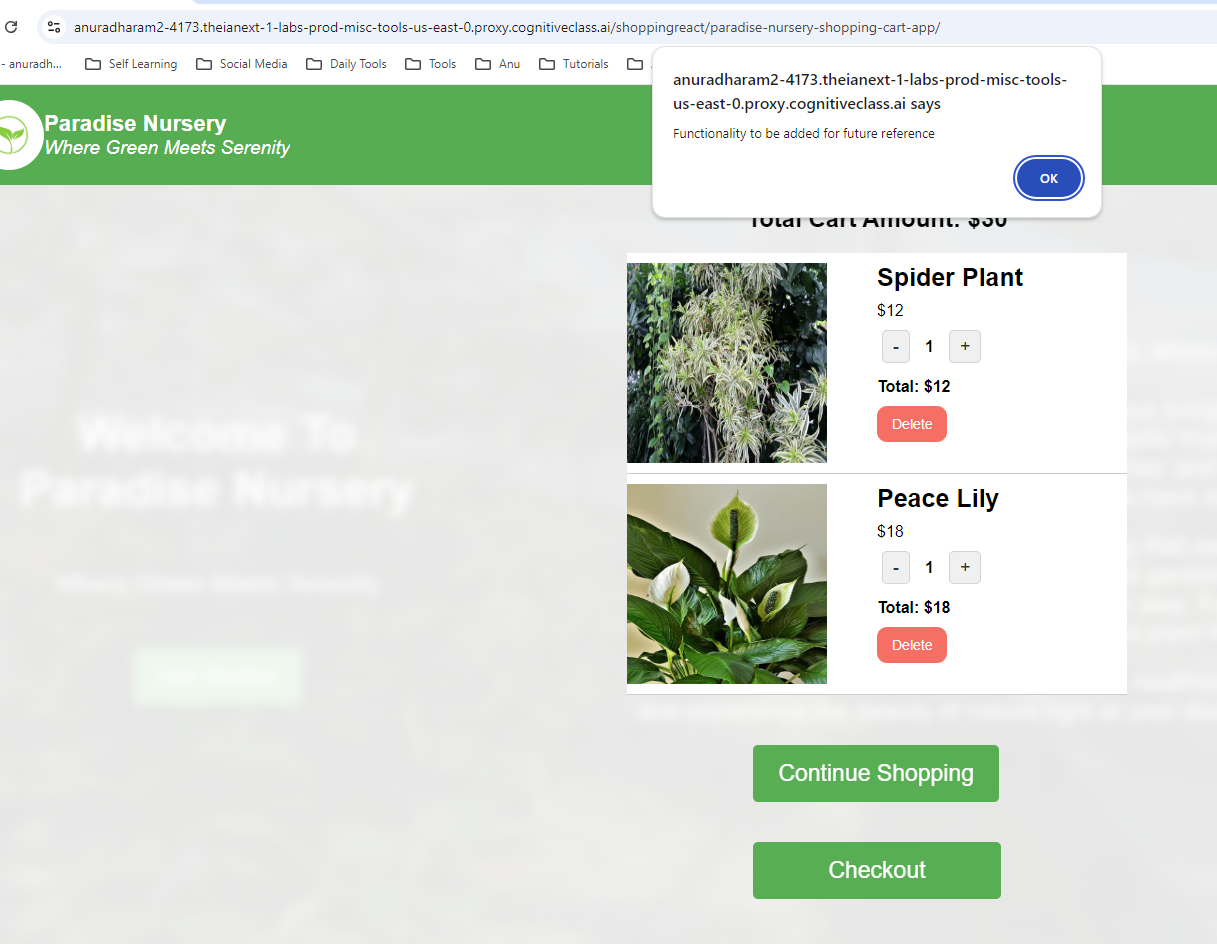 anuradharam2-4173.theianext-1-labs-prod-misc-tools-us-east-0.proxy.cognitiveclass.ai/shoppingreact/paradise-nursery-shopping-cart-app/
- anuradh... Self Learning Social Media Daily Tools Tools Anu Tutorials
anuradharam2-4173.theianext-1-labs-prod-misc-tools-
us-east-0.proxy.cognitiveclass.ai says
Functionality to be added for future reference
OK
Paradise Nursery
Where Green Meets Serenity
Total Cart Amount: $30
Spider Plant
$12
- 1 +
Total: $12
Delete
Peace Lily
$18
- 1 +
Total: $18
Delete
Welcome To
Paradise Nursery
Where Green Meets Serenity
Continue Shopping
Checkout